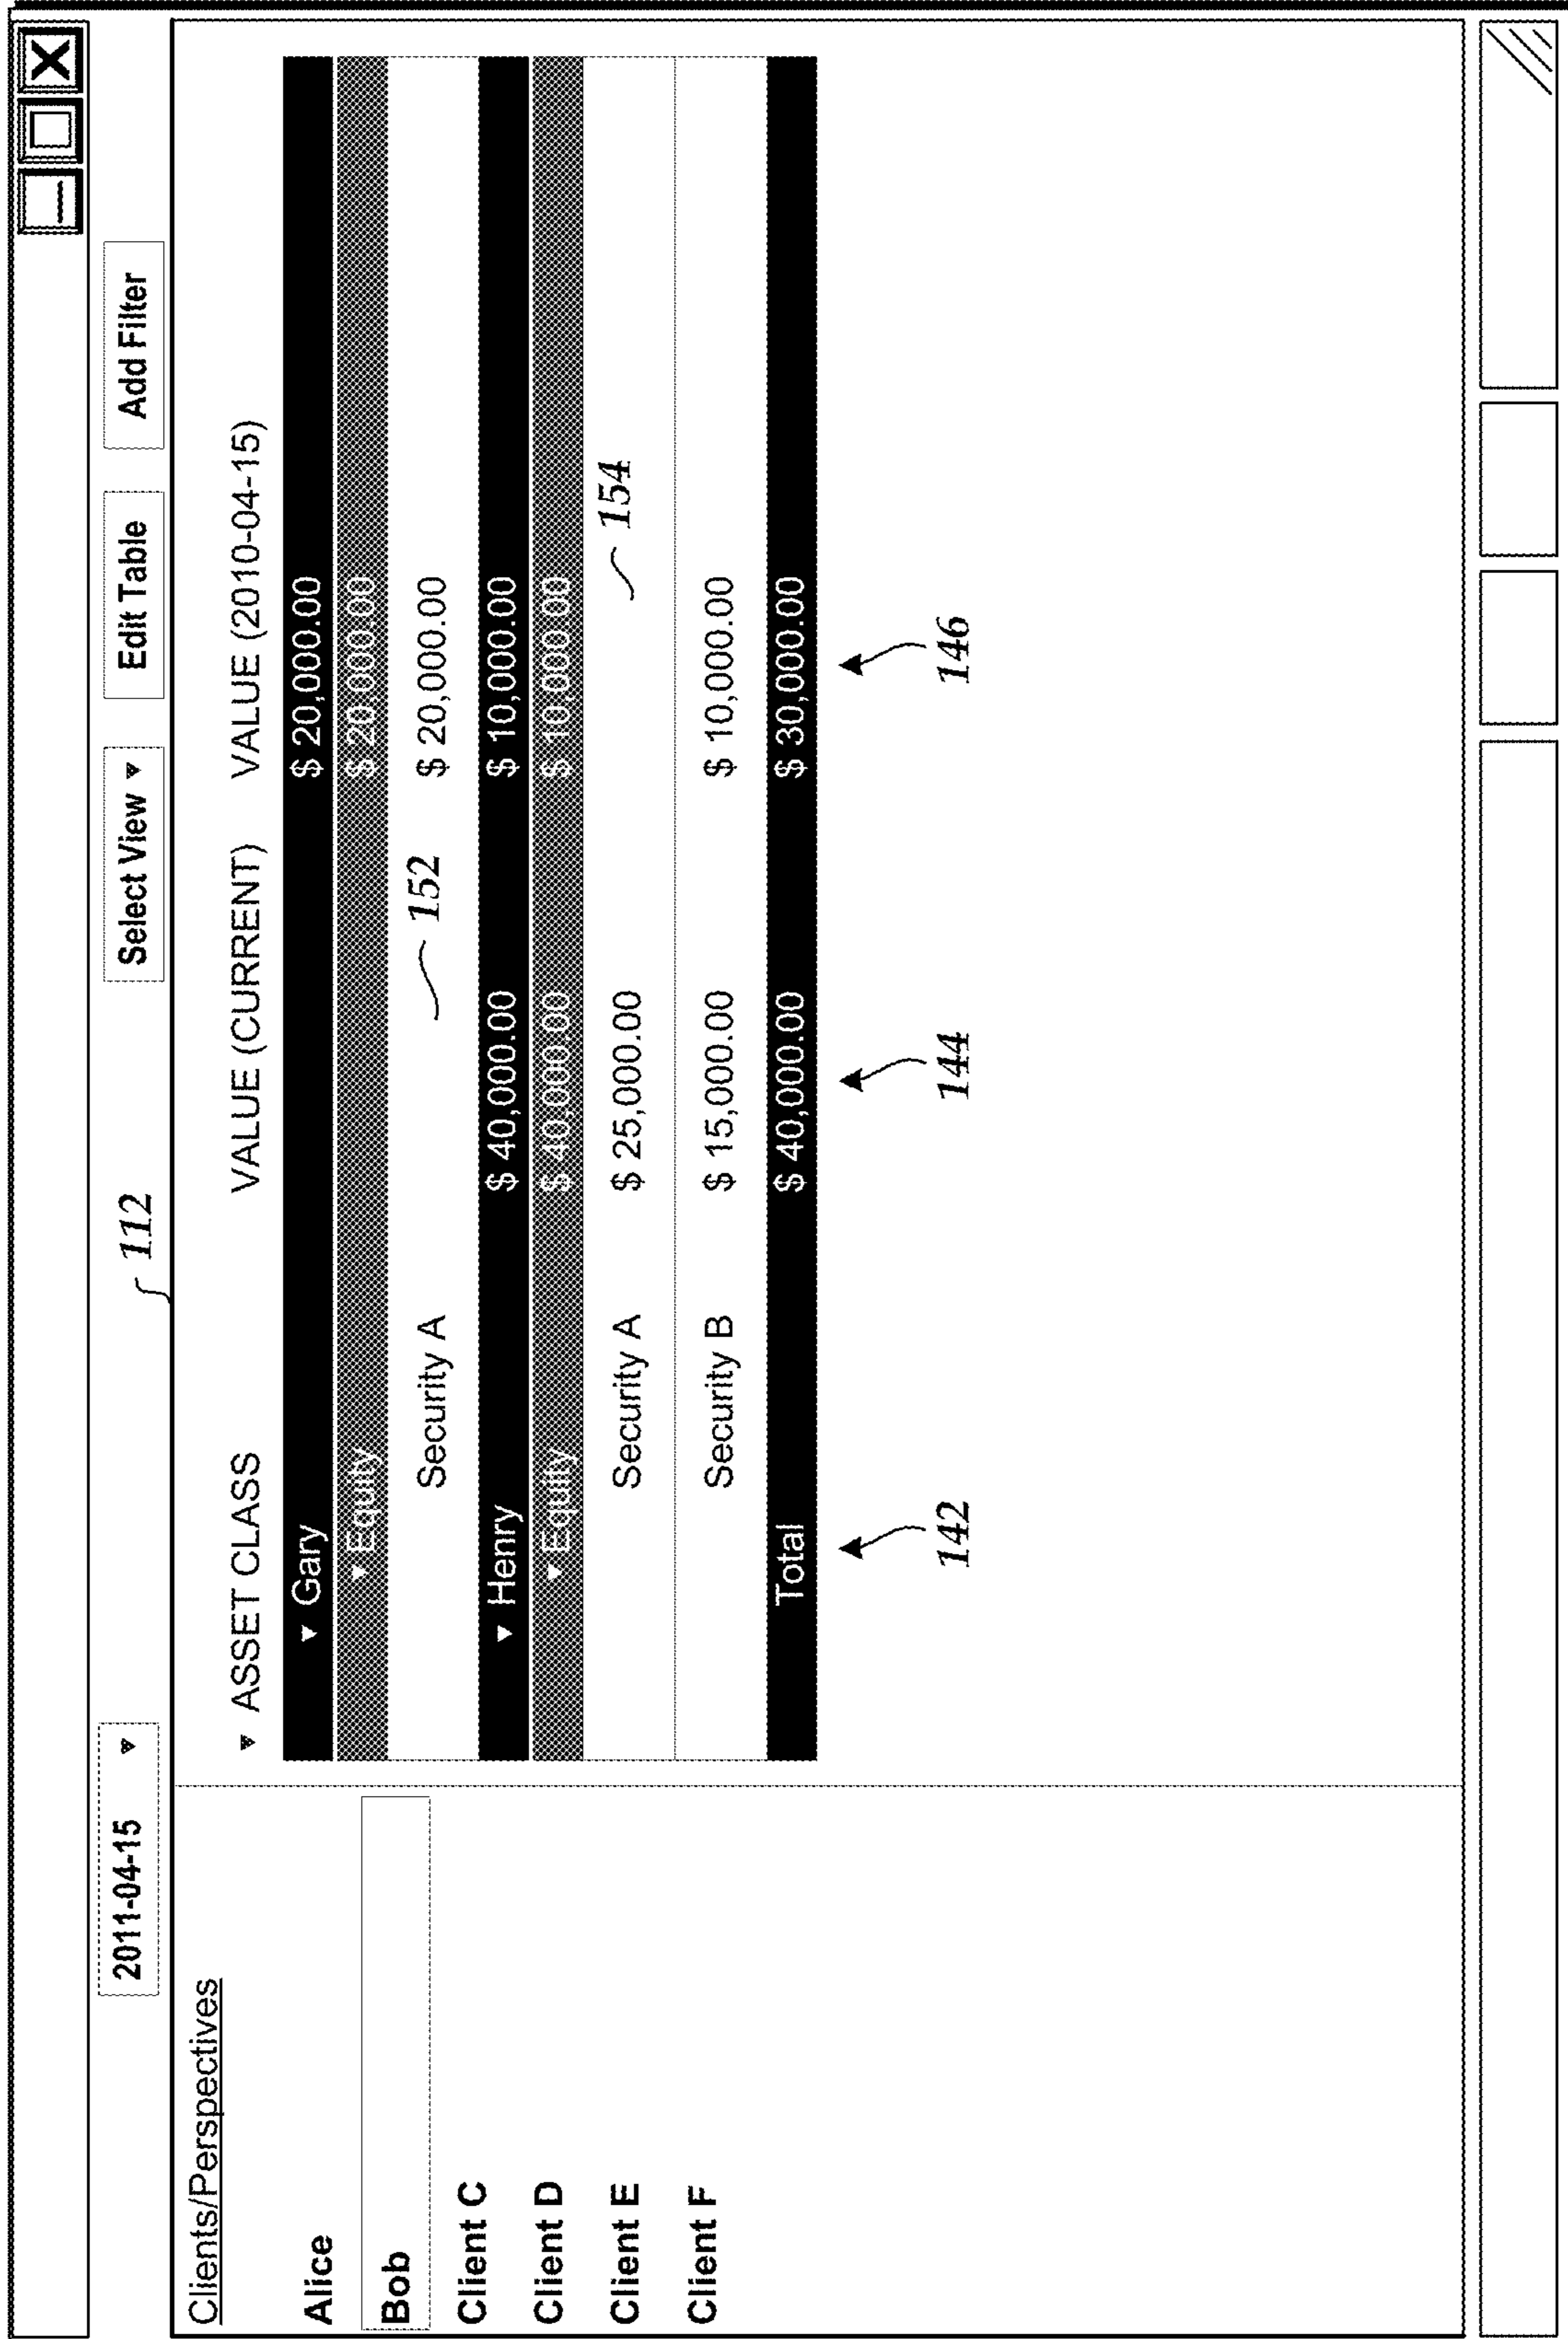 112
2011-04-15 ▼ Select View ▼ Edit Table Add Filter
Clients/Perspectives
Alice
Bob
Client C
Client D
Client E
Client F
▼ ASSET CLASS VALUE (CURRENT) VALUE (2010-04-15)
▼ Gary $ 20,000.00
▼ Equity $ 20,000.00
Security A 152 $ 20,000.00
▼ Henry $ 40,000.00 $ 10,000.00
▼ Equity $ 40,000.00 $ 10,000.00
Security A $ 25,000.00 154
Security B $ 15,000.00 $ 10,000.00
Total $ 40,000.00 $ 30,000.00
142 144 146